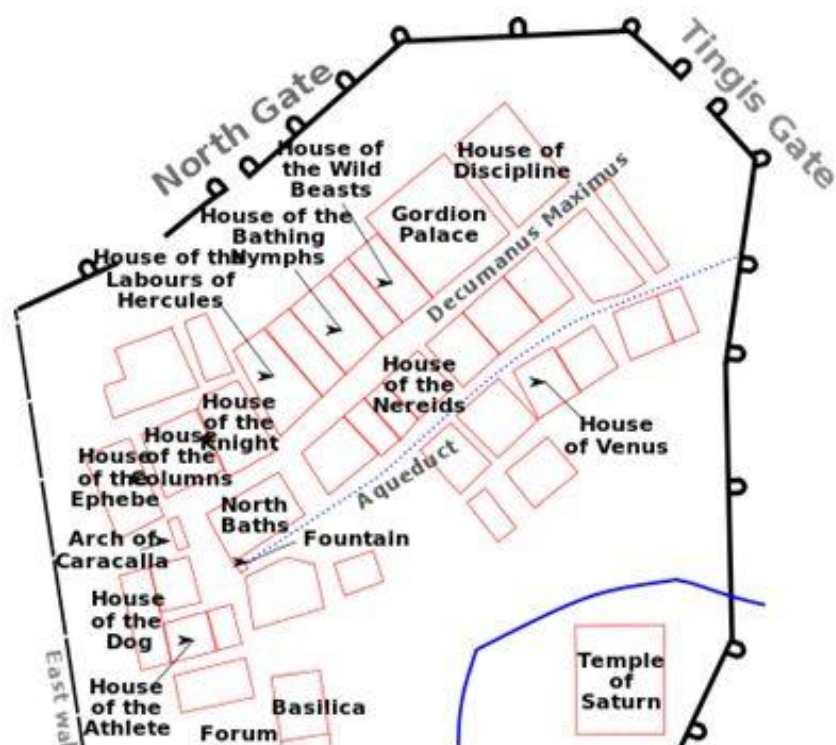 North Gate
Tingis Gate
House of
the Wild
Beasts
House of
Discipline
Gordion
Palace
House of the
Bathing
Nymphs
Decumanus Maximus
House of the
Labours of
Hercules
House
of the
Nereids
House
of the
Knight
House
of Venus
House
of the
Columns
House
of the
Ephebe
Aqueduct
North
Baths
Arch of
Caracalla
Fountain
House
of the
Dog
Temple
of
Saturn
East wal
House
of the
Athlete
Basilica
Forum